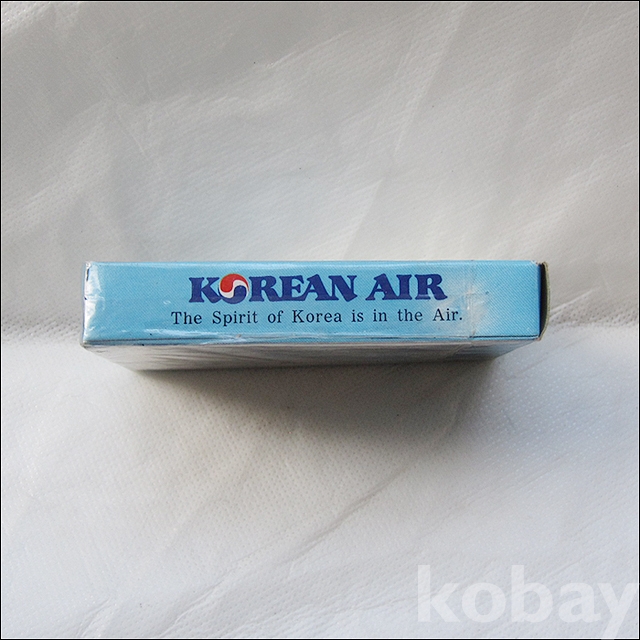 KOREAN AIR
The Spirit of Korea is in the Air.
kobay